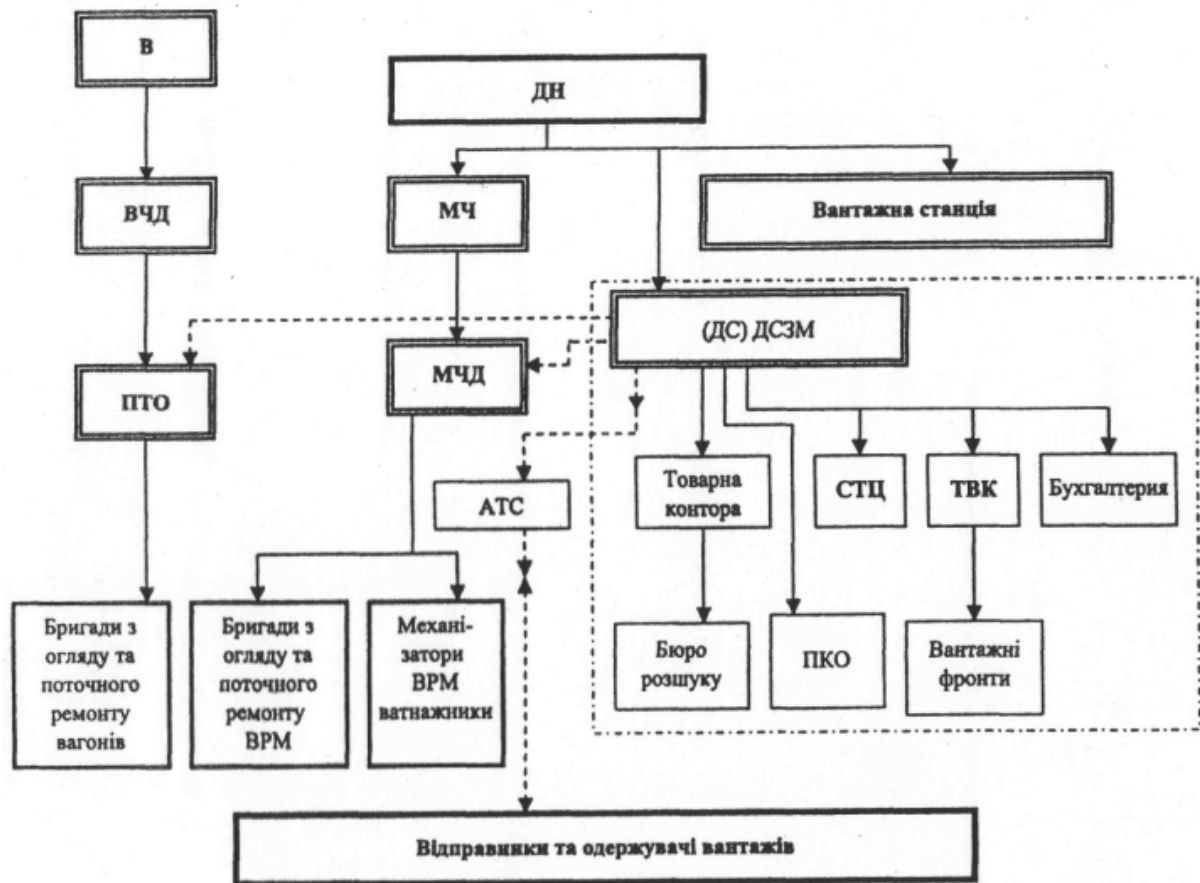 В
ДН
ВЧД
МЧ
Вантажна станція
(ДС) ДСЗМ
ПТО
МЧД
АТС
Товарна
контора
СТЦ
ТВК
Бухгалтерия
Бригади з
огляду та
поточного
ремонту
вагонів
Бригади з
огляду та
поточного
ремонту
ВРМ
Механі-
затори
ВРМ
ватнажники
Бюро
розшуку
ПКО
Вантажні
фронти
Відправники та одержувачі вантажів